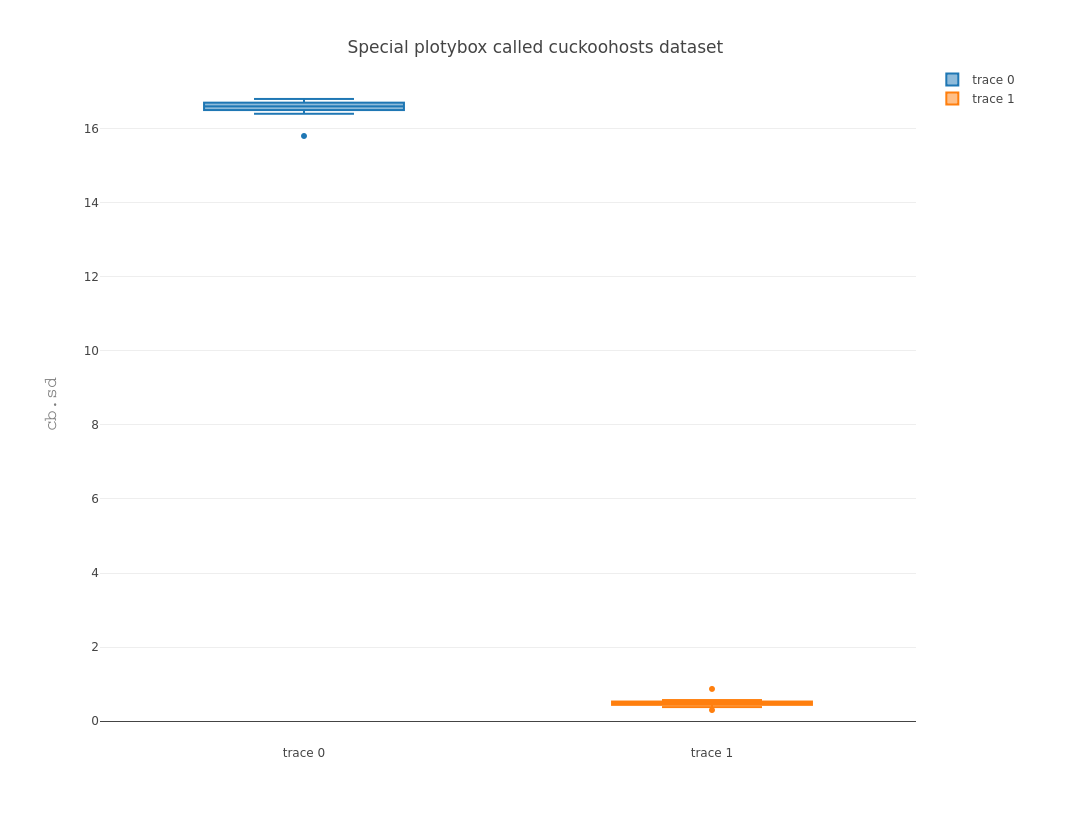 Special plotybox called cuckoohosts dataset
trace 0
trace 1
16
14
12
10
8
6
4
2
0
cb.sd
trace 0
trace 1